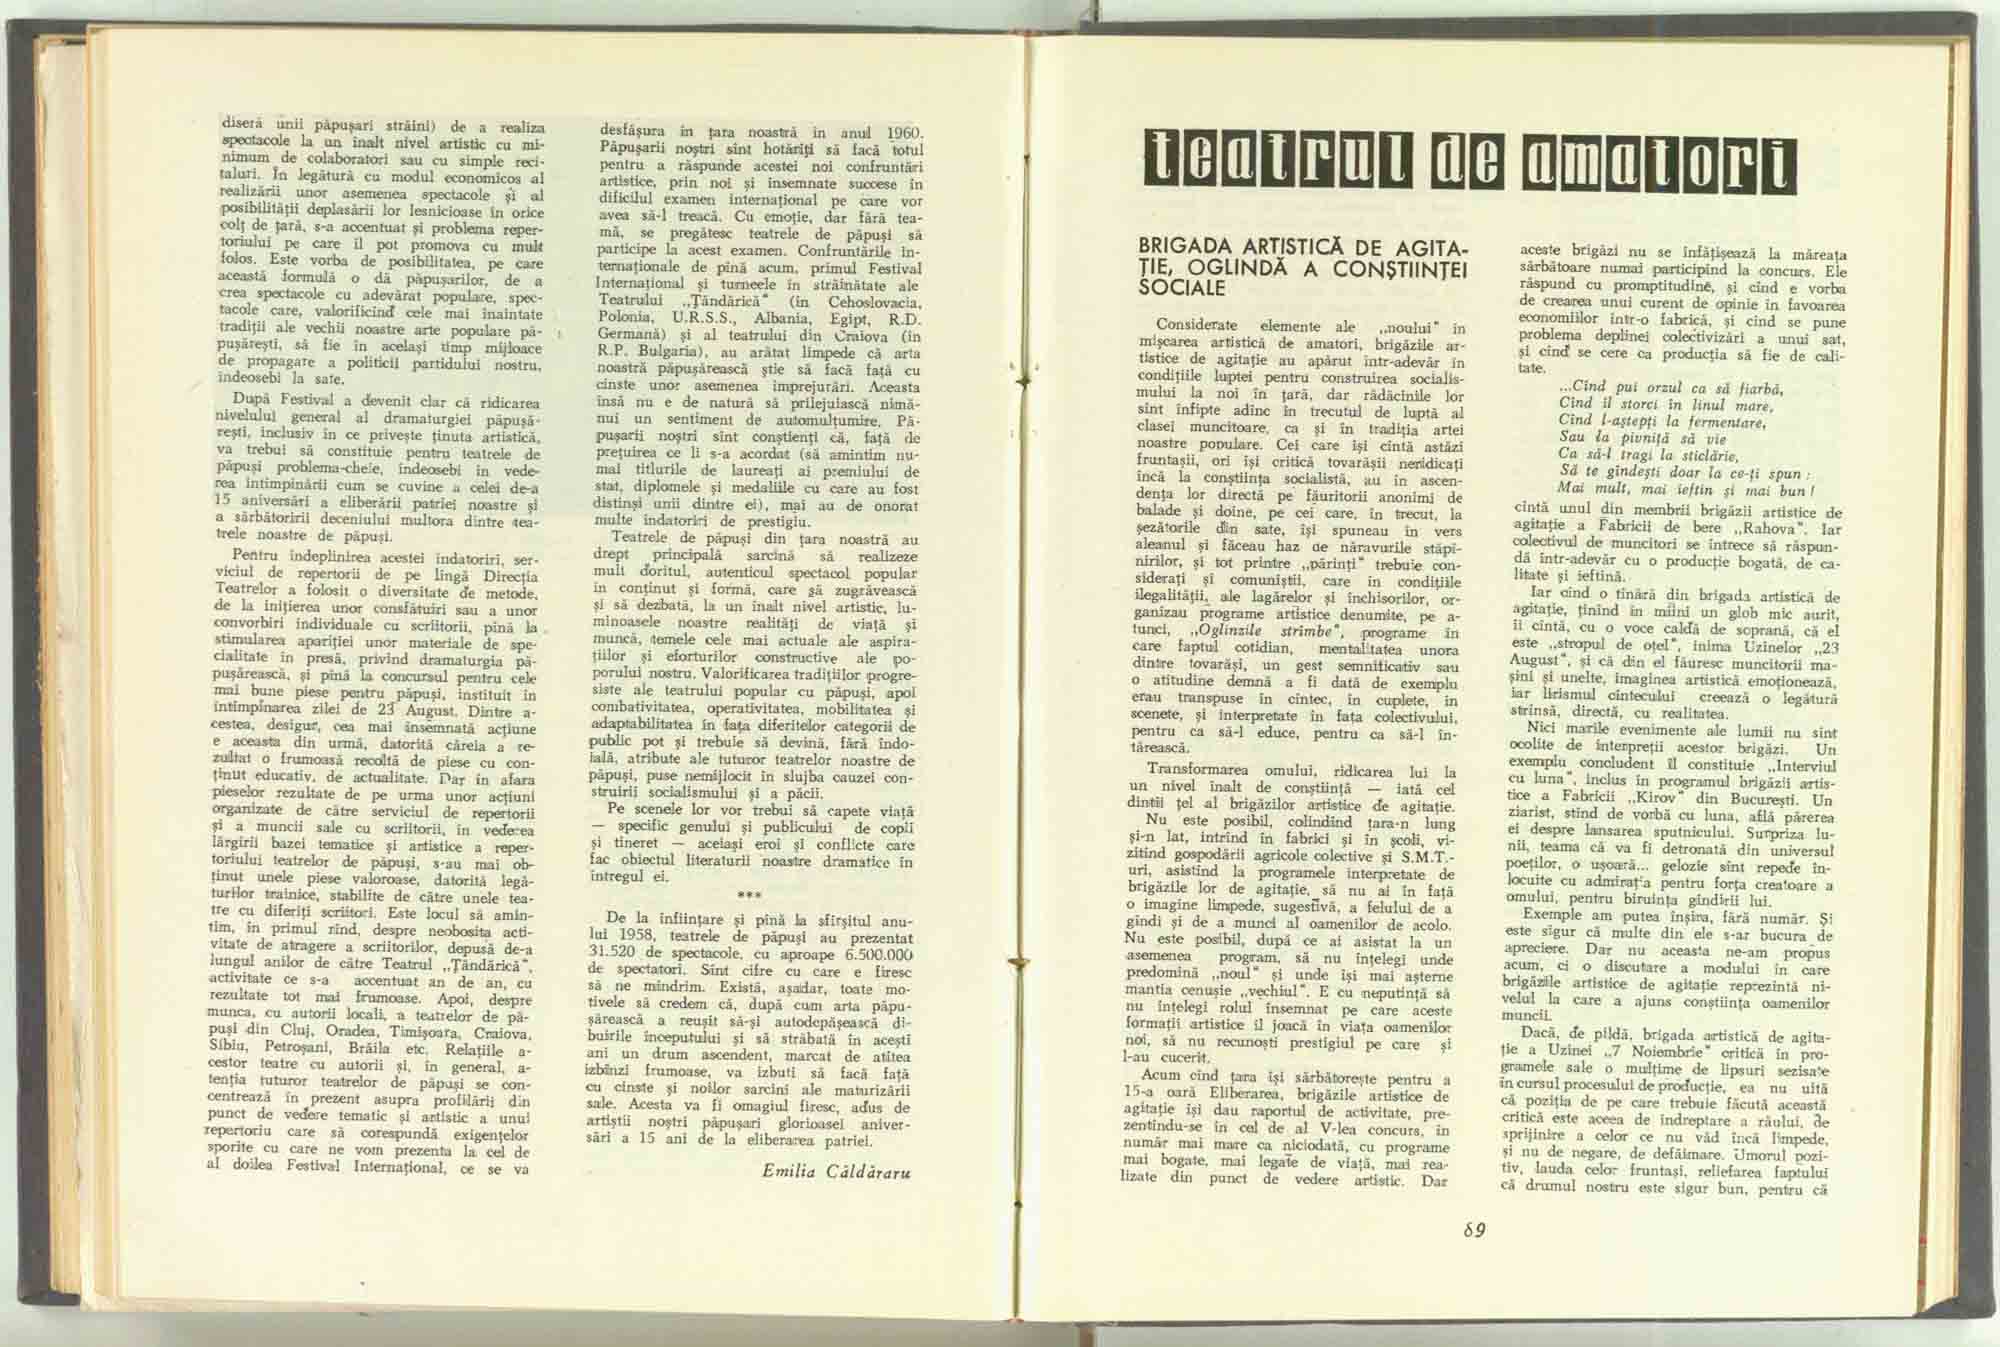 diseră unii păpușari străini) de a realiza
spectacole la un înalt nivel artistic cu mi-
nimum de colaboratori sau cu simple reci-
taluri. În legătură cu modul economicos al
realizării unor asemenea spectacole și al
posibilității deplasării lor lesnicioase în orice
colț de țară, s-a accentuat și problema reper-
toriului pe care îl pot promova cu mult
folos. Este vorba de posibilitatea, pe care
această formulă o dă păpușarilor, de a
crea spectacole cu adevărat populare, spec-
tacole care, valorificînd cele mai înaintate
tradiții ale vechii noastre arte populare pă-
pușărești, să fie în același timp mijloace
de propagare a politicii partidului nostru,
îndeosebi la sate.
După Festival a devenit clar că ridicarea
nivelului general al dramaturgiei păpușă-
rești, inclusiv în ce privește ținuta artistică,
va trebui să constituie pentru teatrele de
păpuși problema-cheie, îndeosebi în vede-
rea întîmpinării cum se cuvine a celei de-a
15 aniversări a eliberării patriei noastre și
a sărbătoririi deceniului multora dintre tea-
trele noastre de păpuși.
Pentru îndeplinirea acestei îndatoriri, ser-
viciul de repertorii de pe lîngă Direcția
Teatrelor a folosit o diversitate de metode,
de la inițierea unor consfătuiri sau a unor
convorbiri individuale cu scriitorii, pînă la
stimularea apariției unor materiale de spe-
cialitate în presă, privind dramaturgia pă-
pușărească, și pînă la concursul pentru cele
mai bune piese pentru păpuși, instituit în
întîmpinarea zilei de 23 August. Dintre a-
cestea, desigur, cea mai însemnată acțiune
e aceasta din urmă, datorită căreia a re-
zultat o frumoasă recoltă de piese cu con-
ținut educativ, de actualitate. Dar în afara
pieselor rezultate de pe urma unor acțiuni
organizate de către serviciul de repertorii
și a muncii sale cu scriitorii, în vederea
lărgirii bazei tematice și artistice a reper-
toriului teatrelor de păpuși, s-au mai ob-
ținut unele piese valoroase, datorită legă-
turilor trainice, stabilite de către unele tea-
tre cu diferiți scriitori. Este locul să amin-
tim, în primul rînd, despre neobosita acti-
vitate de atragere a scriitorilor, depusă de-a
lungul anilor de către Teatrul „Țăndărică",
activitate ce s-a accentuat an de an, cu
rezultate tot mai frumoase. Apoi, despre
munca, cu autorii locali, a teatrelor de pă-
puși din Cluj, Oradea, Timișoara, Craiova,
Sibiu, Petroșani, Brăila etc. Relațiile a-
cestor teatre cu autorii și, în general, a-
tenția tuturor teatrelor de păpuși se con-
centrează în prezent asupra profilării din
punct de vedere tematic și artistic a unui
repertoriu care să corespundă exigențelor
sporite cu care ne vom prezenta la cel de
al doilea Festival Internațional, ce se va
desfășura în țara noastră în anul 1960.
Păpușarii noștri sînt hotărîți să facă totul
pentru a răspunde acestei noi confruntări
artistice, prin noi și însemnate succese în
dificilul examen internațional pe care vor
avea să-l treacă. Cu emoție, dar fără tea-
mă, se pregătesc teatrele de păpuși să
participe la acest examen. Confruntările in-
ternaționale de pînă acum, primul Festival
Internațional și turneele în străinătate ale
Teatrului „Țăndărică" (în Cehoslovacia,
Polonia, U.R.S.S., Albania, Egipt, R.D.
Germană) și al teatrului din Craiova (în
R.P. Bulgaria), au arătat limpede că arta
noastră păpușărească știe să facă față cu
cinste unor asemenea împrejurări. Aceasta
însă nu e de natură să prilejuiască nimă-
nui un sentiment de automulțumire. Pă-
pușarii noștri sînt conștienți că, față de
prețuirea ce li s-a acordat (să amintim nu-
mai titlurile de laureați ai premiului de
stat, diplomele și medaliile cu care au fost
distinși unii dintre ei), mai au de onorat
multe îndatoriri de prestigiu.
Teatrele de păpuși din țara noastră au
drept principală sarcină să realizeze
mult doritul, autenticul spectacol popular
în conținut și formă, care să zugrăvească
și să dezbată, la un înalt nivel artistic, lu-
minoasele noastre realități de viață și
muncă, temele cele mai actuale ale aspira-
țiilor și eforturilor constructive ale po-
porului nostru. Valorificarea tradițiilor progre-
siste ale teatrului popular cu păpuși, apoi
combativitatea, operativitatea, mobilitatea și
adaptabilitatea în fața diferitelor categorii de
public pot și trebuie să devină, fără îndo-
ială, atribute ale tuturor teatrelor noastre de
păpuși, puse nemijlocit în slujba cauzei con-
struirii socialismului și a păcii.
Pe scenele lor vor trebui să capete viață
— specific genului și publicului de copii
și tineret — aceiași eroi și conflicte care
fac obiectul literaturii noastre dramatice în
întregul ei.
***
De la înființare și pînă la sfîrșitul anu-
lui 1958, teatrele de păpuși au prezentat
31.520 de spectacole, cu aproape 6.500.000
de spectatori. Sînt cifre cu care e firesc
să ne mîndrim. Există, așadar, toate mo-
tivele să credem că, după cum arta păpu-
șărească a reușit să-și autodepășească di-
buirile începutului și să străbată în acești
ani un drum ascendent, marcat de atîtea
izbînzi frumoase, va izbuti să facă față
cu cinste și noilor sarcini ale maturizării
sale. Acesta va fi omagiul firesc, adus de
artiștii noștri păpușari glorioasei aniver-
sări a 15 ani de la eliberarea patriei.
Emilia Căldăraru
teatrul de amatori
BRIGADA ARTISTICĂ DE AGITA-
ȚIE, OGLINDĂ A CONȘTIINȚEI
SOCIALE
Considerate elemente ale „noului" în
mișcarea artistică de amatori, brigăzile ar-
tistice de agitație au apărut într-adevăr în
condițiile luptei pentru construirea socialis-
mului la noi în țară, dar rădăcinile lor
sînt înfipte adînc în trecutul de luptă al
clasei muncitoare, ca și în tradiția artei
noastre populare. Cei care își cîntă astăzi
fruntașii, ori își critică tovarășii neridicați
încă la conștiința socialistă, au în ascen-
dența lor directă pe făuritorii anonimi de
balade și doine, pe cei care, în trecut, la
șezătorile din sate, își spuneau în vers
aleanul și făceau haz de năravurile stăpî-
nirilor, și tot printre „părinți" trebuie con-
siderați și comuniștii, care în condițiile
ilegalității, ale lagărelor și închisorilor, or-
ganizau programe artistice denumite, pe a-
tunci, „Oglinzile strîmbe", programe în
care faptul cotidian, mentalitatea unora
dintre tovarăși, un gest semnificativ sau
o atitudine demnă a fi dată de exemplu
erau transpuse în cîntec, în cuplete, în
scenete, și interpretate în fața colectivului,
pentru ca să-l educe, pentru ca să-l în-
tărească.
Transformarea omului, ridicarea lui la
un nivel înalt de conștiință — iată cel
dintîi țel al brigăzilor artistice de agitație.
Nu este posibil, colindînd țara-n lung
și-n lat, intrînd în fabrici și în școli, vi-
zitînd gospodării agricole colective și S.M.T.-
uri, asistînd la programele interpretate de
brigăzile lor de agitație, să nu ai în față
o imagine limpede, sugestivă, a felului de a
gîndi și de a munci al oamenilor de acolo.
Nu este posibil, după ce ai asistat la un
asemenea program, să nu înțelegi unde
predomină „noul" și unde își mai așterne
mantia cenușie „vechiul". E cu neputință să
nu înțelegi rolul însemnat pe care aceste
formații artistice îl joacă în viața oamenilor
noi, să nu recunoști prestigiul pe care și
l-au cucerit.
Acum cînd țara își sărbătorește pentru a
15-a oară Eliberarea, brigăzile artistice de
agitație își dau raportul de activitate, pre-
zentîndu-se în cel de al V-lea concurs, în
număr mai mare ca niciodată, cu programe
mai bogate, mai legate de viață, mai rea-
lizate din punct de vedere artistic. Dar
aceste brigăzi nu se înfățișează la măreața
sărbătoare numai participînd la concurs. Ele
răspund cu promptitudine, și cînd e vorba
de crearea unui curent de opinie în favoarea
economiilor într-o fabrică, și cînd se pune
problema deplinei colectivizări a unui sat,
și cînd se cere ca producția să fie de cali-
tate.
...Cînd pui orzul ca să fiarbă,
Cînd îl storci în linul mare,
Cînd l-aștepți la fermentare,
Sau la pivniță să vie
Ca să-l tragi la sticlărie,
Să te gîndești doar la ce-ți spun :
Mai mult, mai ieftin și mai bun !
cîntă unul din membrii brigăzii artistice de
agitație a Fabricii de bere „Rahova". Iar
colectivul de muncitori se întrece să răspun-
dă într-adevăr cu o producție bogată, de ca-
litate și ieftină.
Iar cînd o tînără din brigada artistică de
agitație, ținînd în mîini un glob mic aurit,
îi cîntă, cu o voce caldă de soprană, că el
este „stropul de oțel", inima Uzinelor „23
August", și că din el făuresc muncitorii ma-
șini și unelte, imaginea artistică emoționează,
iar lirismul cîntecului creează o legătură
strînsă, directă, cu realitatea.
Nici marile evenimente ale lumii nu sînt
ocolite de interpreții acestor brigăzi. Un
exemplu concludent îl constituie „Interviul
cu luna", inclus în programul brigăzii artis-
tice a Fabricii „Kirov" din București. Un
ziarist, stînd de vorbă cu luna, află părerea
ei despre lansarea sputnicului. Surpriza lu-
nii, teama că va fi detronată din universul
poeților, o ușoară... gelozie sînt repede în-
locuite cu admirația pentru forța creatoare a
omului, pentru biruința gîndirii lui.
Exemple am putea înșira, fără număr. Și
este sigur că multe din ele s-ar bucura de
apreciere. Dar nu aceasta ne-am propus
acum, ci o discutare a modului în care
brigăzile artistice de agitație reprezintă ni-
velul la care a ajuns conștiința oamenilor
muncii.
Dacă, de pildă, brigada artistică de agita-
ție a Uzinei „7 Noiembrie" critică în pro-
gramele sale o mulțime de lipsuri sezisate
în cursul procesului de producție, ea nu uită
că poziția de pe care trebuie făcută această
critică este aceea de îndreptare a răului, de
sprijinire a celor ce nu văd încă limpede,
și nu de negare, de defăimare. Umorul pozi-
tiv, lauda celor fruntași, reliefarea faptului
că drumul nostru este sigur bun, pentru că
89